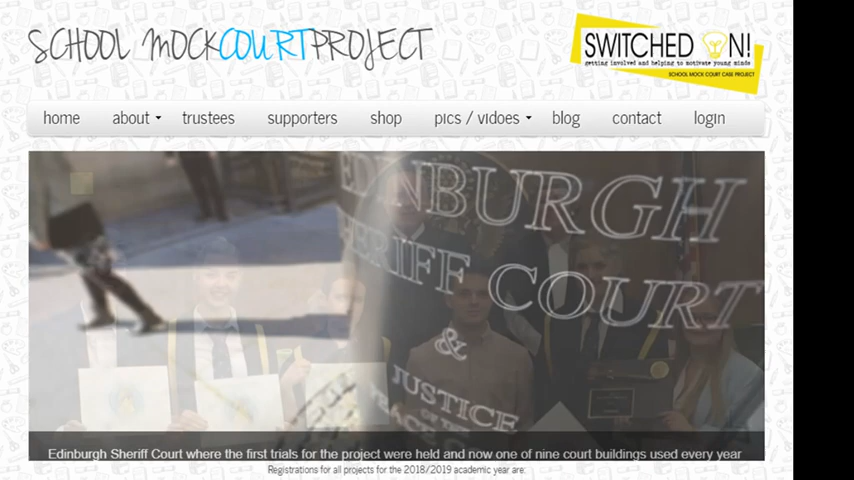 SCHOOL MOCKCOURTPROJECT
SWITCHED ON!
getting involved and helping to motivate young minds
SCHOOL MOCK COURT CASE PROJECT
home about trustees supporters shop pics / vidoes blog contact login
EDINBURGH
SHERIFF COURT
&
JUSTICE
Edinburgh Sheriff Court where the first trials for the project were held and now one of nine court buildings used every year
Registrations for all projects for the 2018/2019 academic year are: